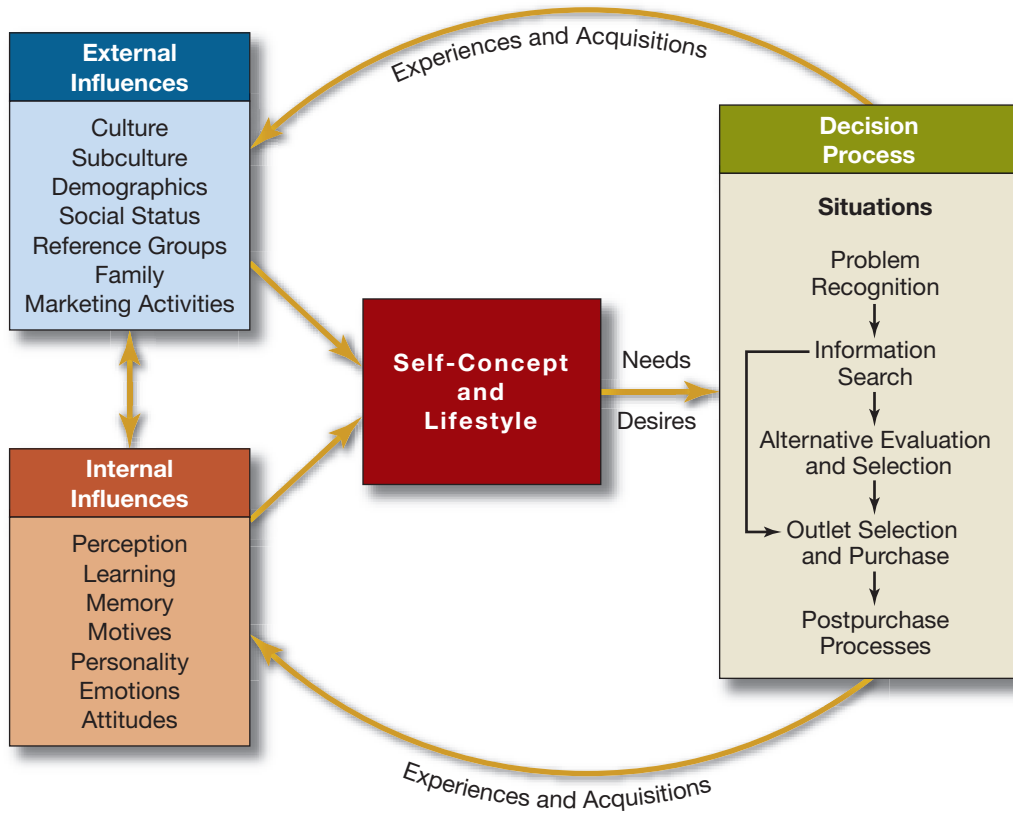 Experiences and Acquisitions
External
Influences
Culture
Subculture
Demographics
Social Status
Reference Groups
Family
Marketing Activities
Internal
Influences
Perception
Learning
Memory
Motives
Personality
Emotions
Attitudes
Self-Concept
and
Lifestyle
Needs
Desires
Decision
Process
Situations
Problem
Recognition
Information
Search
Alternative Evaluation
and Selection
Outlet Selection
and Purchase
Postpurchase
Processes
Experiences and Acquisitions